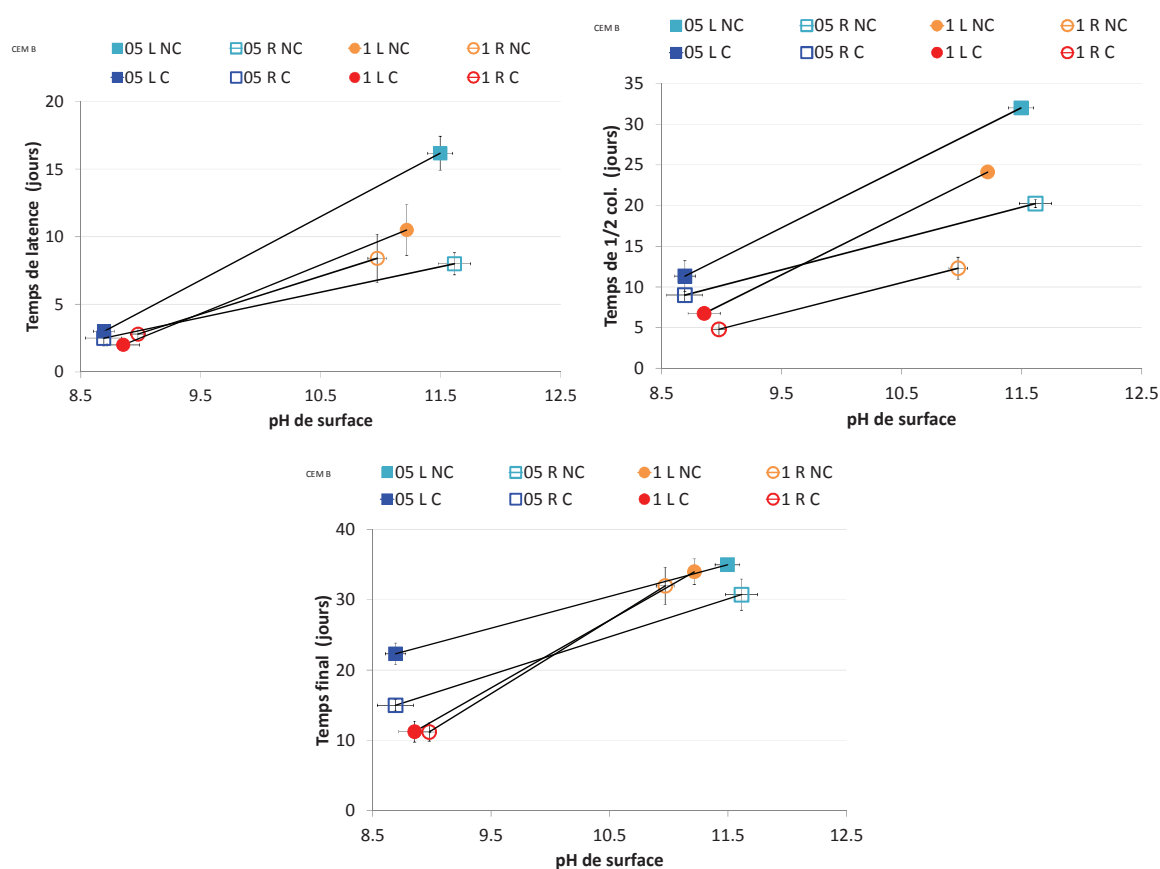 CEM B
05 L NC 05 R NC 1 L NC 1 R NC
05 L C 05 R C 1 L C 1 R C
Temps de latence (jours)
20
15
10
5
0
8.5 9.5 10.5 11.5 12.5
pH de surface
CEM B
05 L NC 05 R NC 1 L NC 1 R NC
05 L C 05 R C 1 L C 1 R C
Temps de 1/2 col. (jours)
35
30
25
20
15
10
5
0
8.5 9.5 10.5 11.5 12.5
pH de surface
CEM B
05 L NC 05 R NC 1 L NC 1 R NC
05 L C 05 R C 1 L C 1 R C
Temps final (jours)
40
30
20
10
0
8.5 9.5 10.5 11.5 12.5
pH de surface